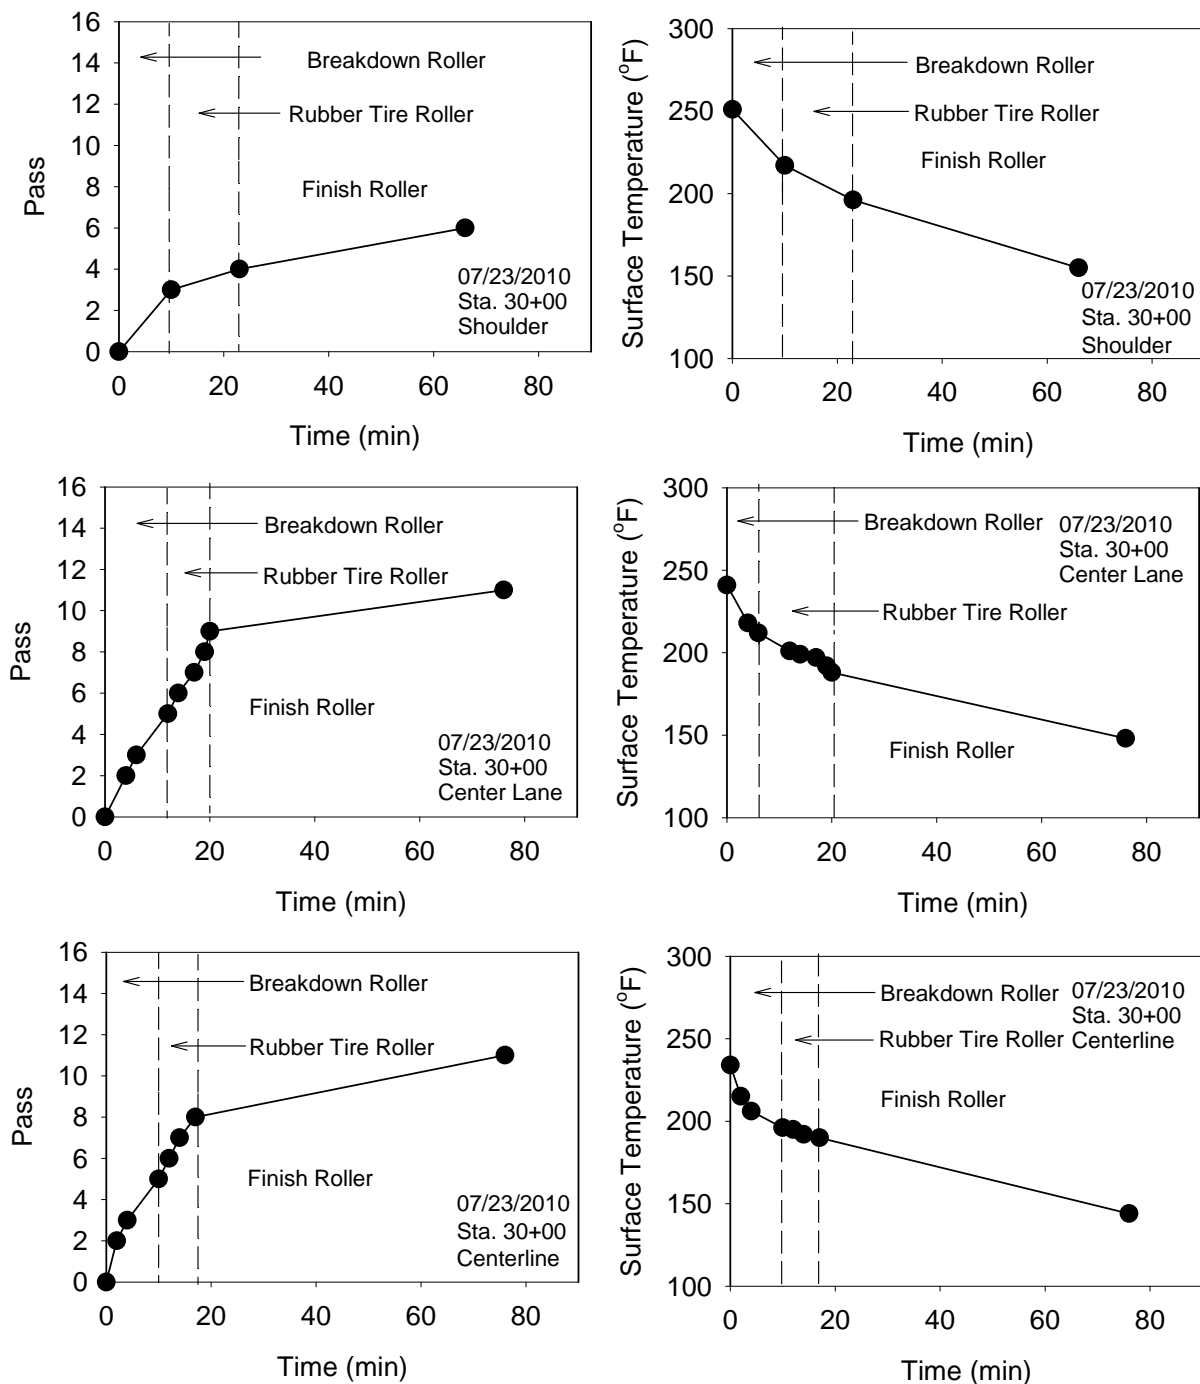 16
14
12
10
8
6
4
2
0
Pass
Breakdown Roller
Rubber Tire Roller
Finish Roller
07/23/2010
Sta. 30+00
Shoulder
0 20 40 60 80
Time (min)
300
250
200
150
100
Surface Temperature (°F)
Breakdown Roller
Rubber Tire Roller
Finish Roller
07/23/2010
Sta. 30+00
Shoulder
0 20 40 60 80
Time (min)
16
14
12
10
8
6
4
2
0
Pass
Breakdown Roller
Rubber Tire Roller
Finish Roller
07/23/2010
Sta. 30+00
Center Lane
0 20 40 60 80
Time (min)
300
250
200
150
100
Surface Temperature (°F)
Breakdown Roller
07/23/2010
Sta. 30+00
Center Lane
Rubber Tire Roller
Finish Roller
0 20 40 60 80
Time (min)
16
14
12
10
8
6
4
2
0
Pass
Breakdown Roller
Rubber Tire Roller
Finish Roller
07/23/2010
Sta. 30+00
Centerline
0 20 40 60 80
Time (min)
300
250
200
150
100
Surface Temperature (°F)
Breakdown Roller
07/23/2010
Sta. 30+00
Centerline
Rubber Tire Roller
Finish Roller
0 20 40 60 80
Time (min)